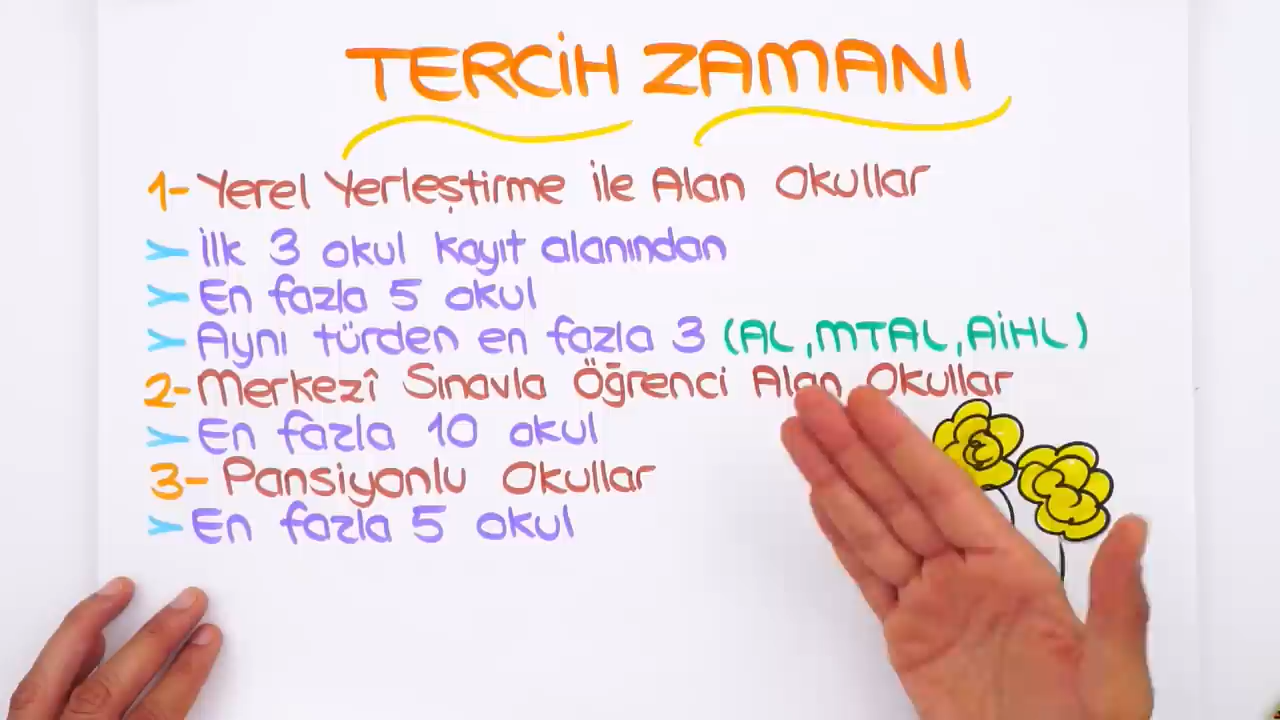 TERCİH ZAMANI
1- Yerel Yerleştirme ile Alan Okullar
➤ İlk 3 okul kayıt alanından
➤ En fazla 5 okul
➤ Aynı türden en fazla 3 (AL, MTAL, AİHL)
2- Merkezî Sınavla Öğrenci Alan Okullar
➤ En fazla 10 okul
3- Pansiyonlu Okullar
➤ En fazla 5 okul